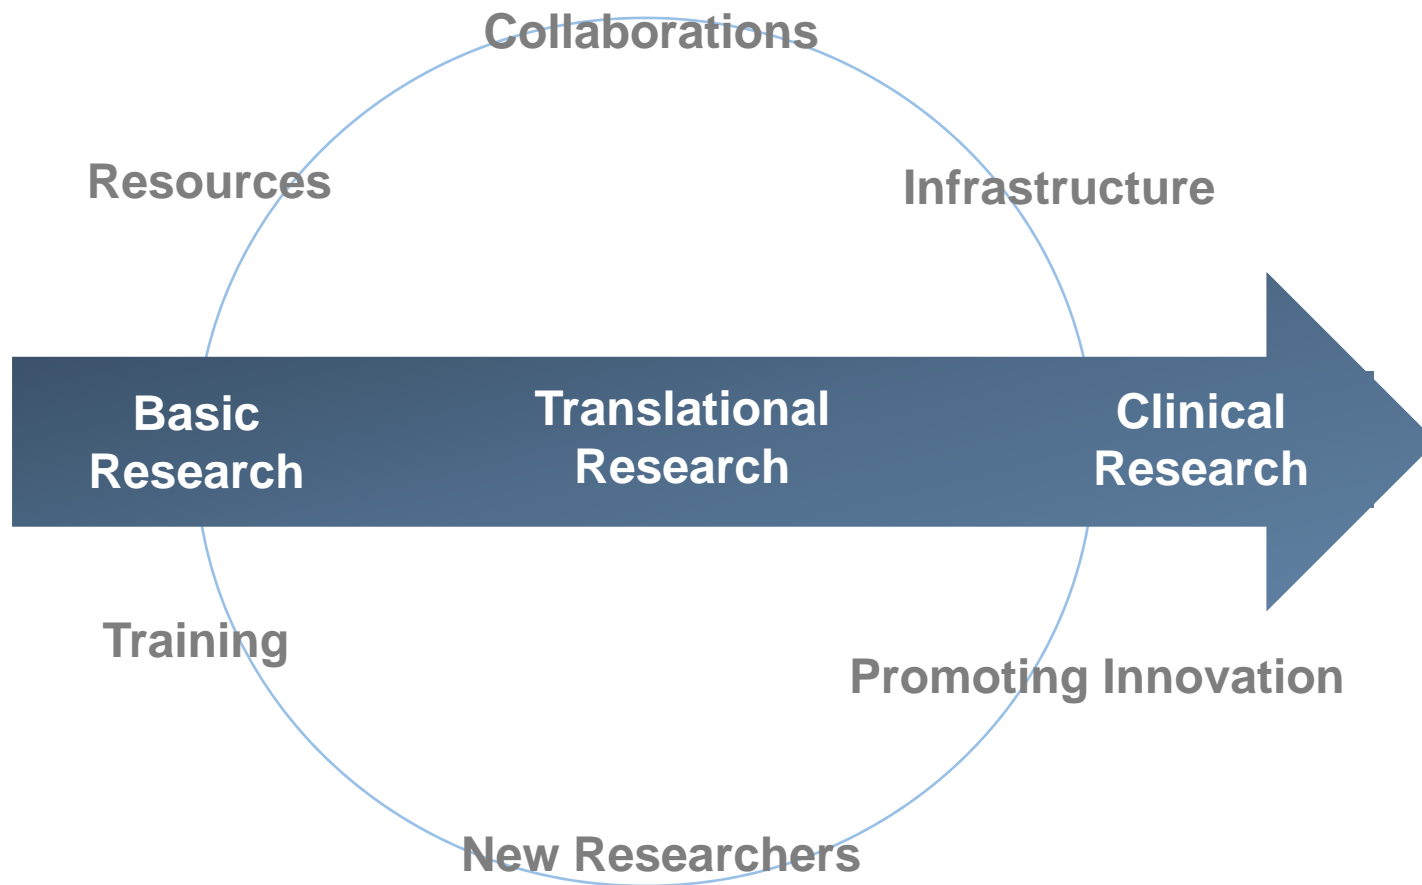 Collaborations
Resources
Infrastructure
Basic
Research
Translational
Research
Clinical
Research
Training
Promoting Innovation
New Researchers